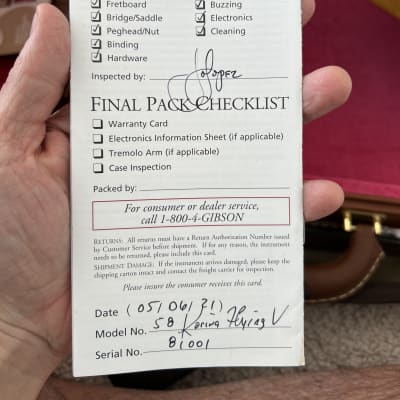 Fretboard Buzzing
Bridge/Saddle Electronics
Peghead/Nut Cleaning
Binding
Hardware
Inspected by: J Lopez
FINAL PACK CHECKLIST
Warranty Card
Electronics Information Sheet (if applicable)
Tremolo Arm (if applicable)
Case Inspection
Packed by:
For consumer or dealer service,
call 1-800-4-GIBSON
RETURNS: All returns must have a Return Authorization Number issued
by Customer Service before shipment. If for any reason, the instrument
needs to be returned, please include this card.
SHIPMENT DAMAGE: If the instrument arrives damaged, please keep the
shipping carton intact and contact the freight carrier for inspection.
Please insure the consumer receives this card.
Date (05/06/21)
Model No. 58 Korina Flying V
Serial No. 81001